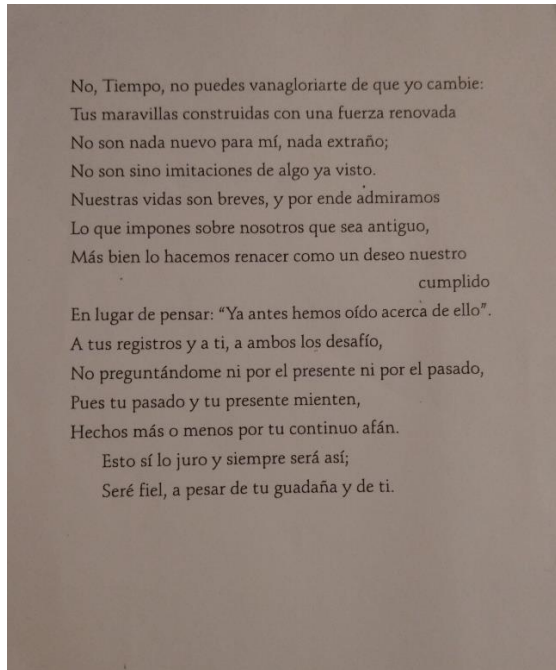 No, Tiempo, no puedes vanagloriarte de que yo cambie:
Tus maravillas construidas con una fuerza renovada
No son nada nuevo para mí, nada extraño;
No son sino imitaciones de algo ya visto.
Nuestras vidas son breves, y por ende admiramos
Lo que impones sobre nosotros que sea antiguo,
Más bien lo hacemos renacer como un deseo nuestro
cumplido
En lugar de pensar: “Ya antes hemos oído acerca de ello”.
A tus registros y a ti, a ambos los desafío,
No preguntándome ni por el presente ni por el pasado,
Pues tu pasado y tu presente mienten,
Hechos más o menos por tu continuo afán.
Esto sí lo juro y siempre será así;
Seré fiel, a pesar de tu guadaña y de ti.